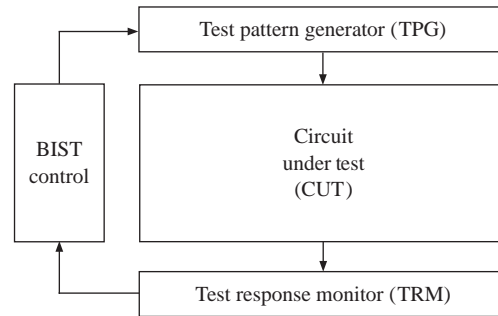 Test pattern generator (TPG)
BIST
control
Circuit
under test
(CUT)
Test response monitor (TRM)